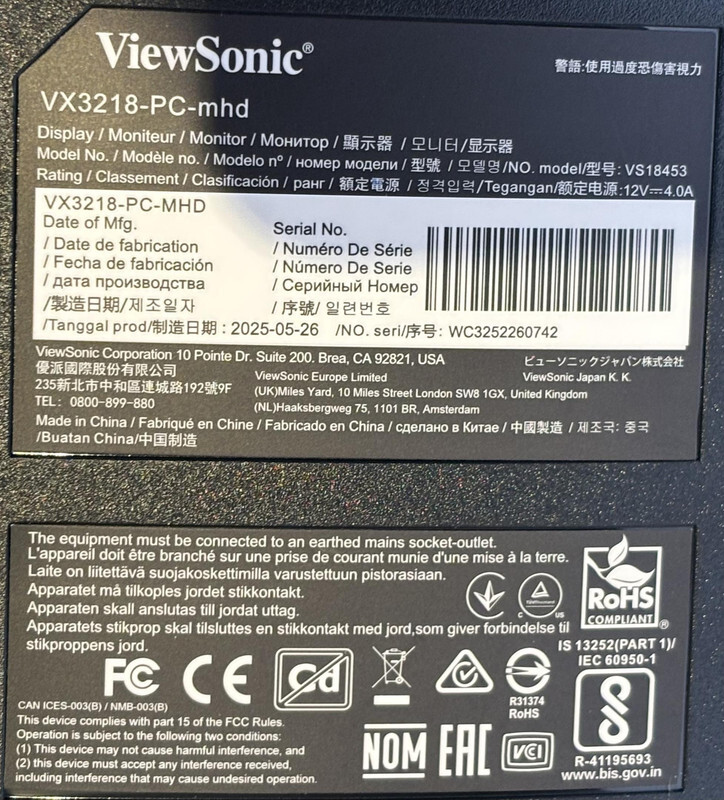 ViewSonic®
警語:使用過度恐傷害視力
VX3218-PC-mhd
Display / Moniteur / Monitor / Монитор / 顯示器 / 모니터/显示器
Model No. / Modèle no. / Modelo nº / номер модели / 型號 / 모델명/NO. model/型号: VS18453
Rating / Classement / Clasificación / ранг / 額定電源 / 정격입력/Tegangan/额定电源:12V⎓4.0A
VX3218-PC-MHD
Date of Mfg.
/ Date de fabrication
/ Fecha de fabricación
/ дата производства
/製造日期/제조일자
/Tanggal prod/制造日期 : 2025-05-26
Serial No.
/ Numéro De Série
/ Número De Serie
/ Серийный Номер
/ 序號/ 일련번호
/NO. seri/序号: WC3252260742
ViewSonic Corporation 10 Pointe Dr. Suite 200. Brea, CA 92821, USA
優派國際股份有限公司
235新北市中和區連城路192號9F
TEL: 0800-899-880
ViewSonic Europe Limited
(UK)Miles Yard, 10 Miles Street London SW8 1GX, United Kingdom
(NL)Haaksbergweg 75, 1101 BR, Amsterdam
ビューソニックジャパン株式会社
ViewSonic Japan K. K.
Made in China / Fabriqué en Chine / Fabricado en China / сделано в Китае / 中國製造 / 제조국: 중국
/Buatan China/中国制造
The equipment must be connected to an earthed mains socket-outlet.
L'appareil doit être branché sur une prise de courant munie d'une mise à la terre.
Laite on liitettävä suojakoskettimilla varustettuun pistorasiaan.
Apparatet må tilkoples jordet stikkontakt.
Apparaten skall anslutas till jordat uttag.
Apparatets stikprop skal tilsluttes en stikkontakt med jord,som giver forbindelse til
stikproppens jord.
C US
RoHS
COMPLIANT ®
IS 13252(PART 1)/
IEC 60950-1
FC CE Cd
R31374
RoHS
CAN ICES-003(B) / NMB-003(B)
This device complies with part 15 of the FCC Rules.
Operation is subject to the following two conditions:
(1) This device may not cause harmful interference, and
(2) this device must accept any interference received,
including interference that may cause undesired operation.
NOM EAC VCI
R-41195693
www.bis.gov.in